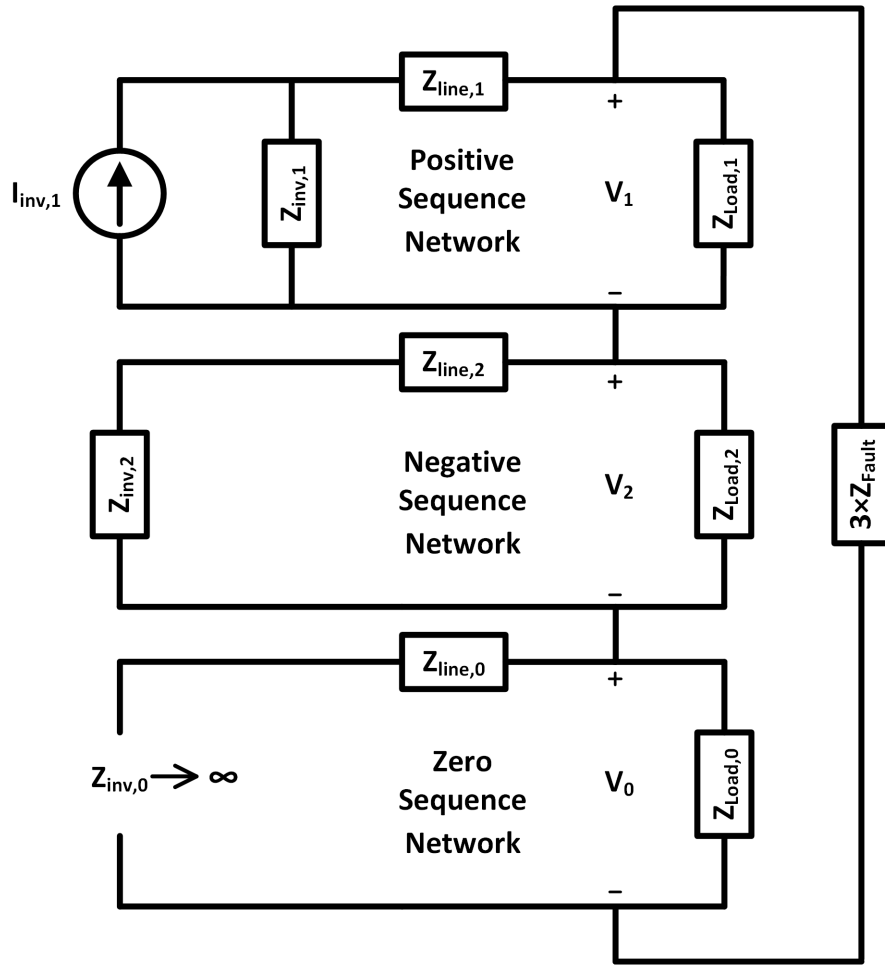 Z_line,1
+
Positive
Sequence
Network
I_inv,1
Z_inv,1
V_1
Z_Load,1
−
Z_line,2
+
Negative
Sequence
Network
Z_inv,2
V_2
Z_Load,2
3×Z_Fault
−
Z_line,0
+
Zero
Sequence
Network
Z_inv,0 → ∞
V_0
Z_Load,0
−